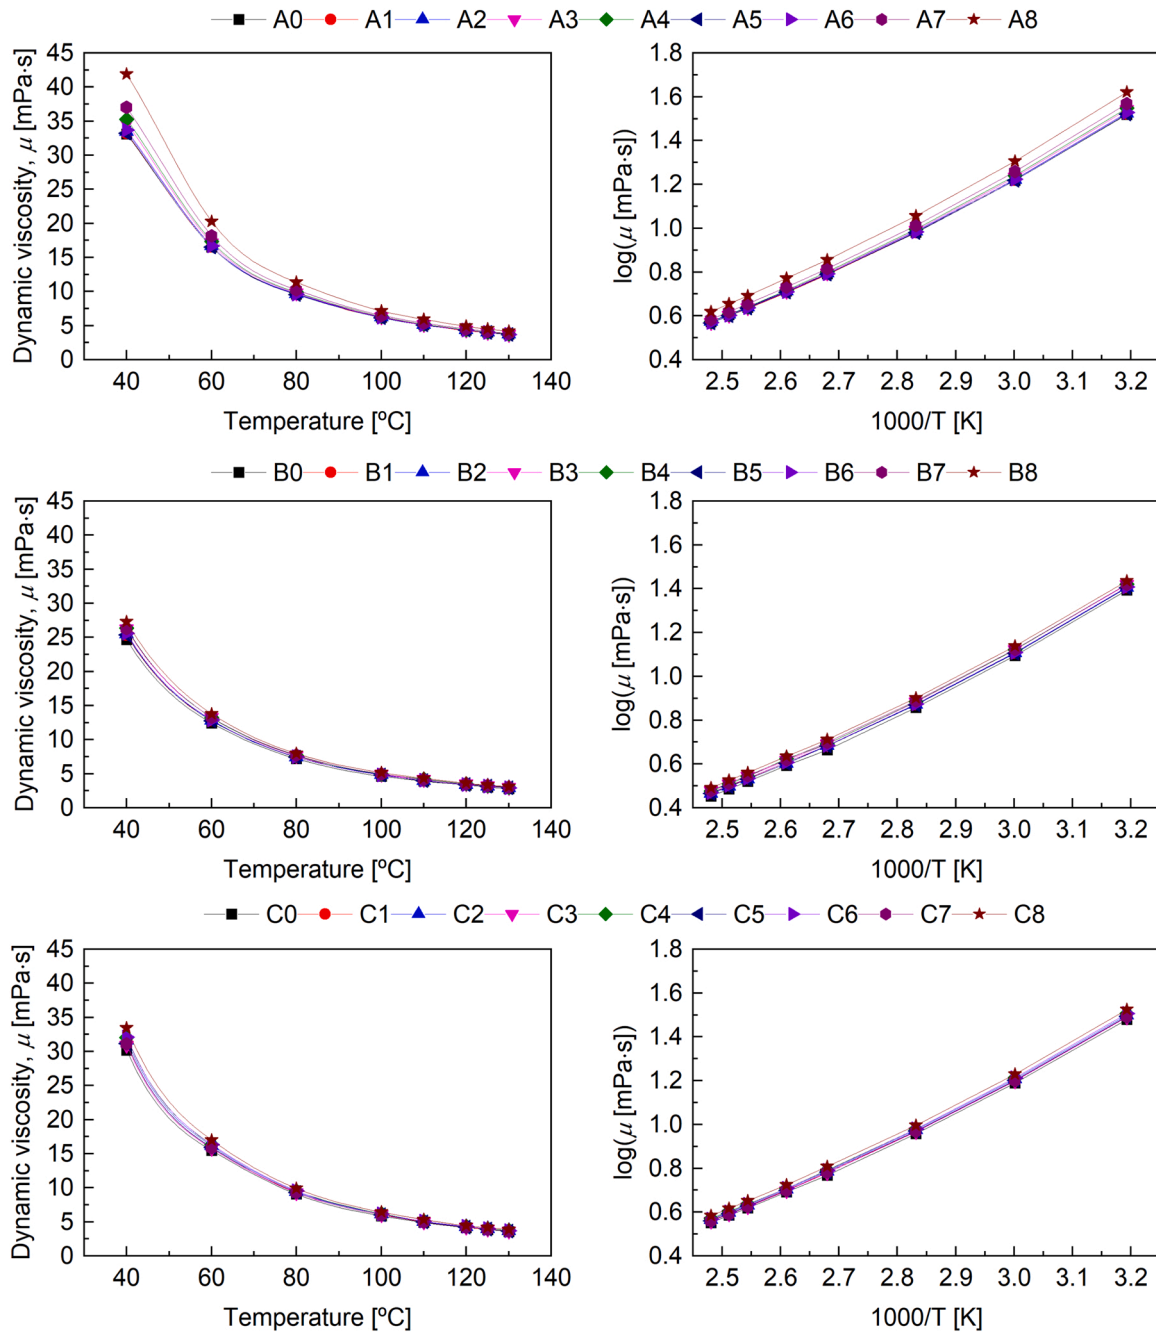 A0 A1 A2 A3 A4 A5 A6 A7 A8
45
40
35
30
25
20
15
10
5
0
Dynamic viscosity, μ [mPa·s]
40 60 80 100 120 140
Temperature [ºC]
1.8
1.6
1.4
1.2
1.0
0.8
0.6
0.4
log(μ [mPa·s])
2.5 2.6 2.7 2.8 2.9 3.0 3.1 3.2
1000/T [K]
B0 B1 B2 B3 B4 B5 B6 B7 B8
45
40
35
30
25
20
15
10
5
0
Dynamic viscosity, μ [mPa·s]
40 60 80 100 120 140
Temperature [ºC]
1.8
1.6
1.4
1.2
1.0
0.8
0.6
0.4
log(μ [mPa·s])
2.5 2.6 2.7 2.8 2.9 3.0 3.1 3.2
1000/T [K]
C0 C1 C2 C3 C4 C5 C6 C7 C8
45
40
35
30
25
20
15
10
5
0
Dynamic viscosity, μ [mPa·s]
40 60 80 100 120 140
Temperature [ºC]
1.8
1.6
1.4
1.2
1.0
0.8
0.6
0.4
log(μ [mPa·s])
2.5 2.6 2.7 2.8 2.9 3.0 3.1 3.2
1000/T [K]